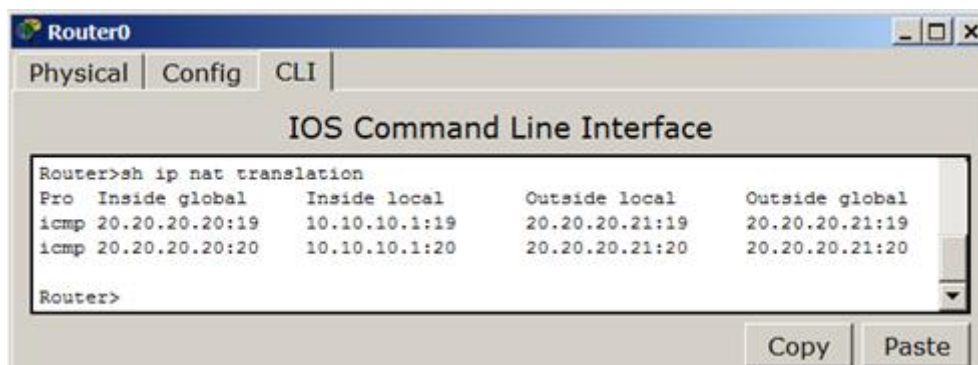 Router0
Physical Config CLI
IOS Command Line Interface
Router>sh ip nat translation
Pro Inside global Inside local Outside local Outside global
icmp 20.20.20.20:19 10.10.10.1:19 20.20.20.21:19 20.20.20.21:19
icmp 20.20.20.20:20 10.10.10.1:20 20.20.20.21:20 20.20.20.21:20
Router>
Copy Paste